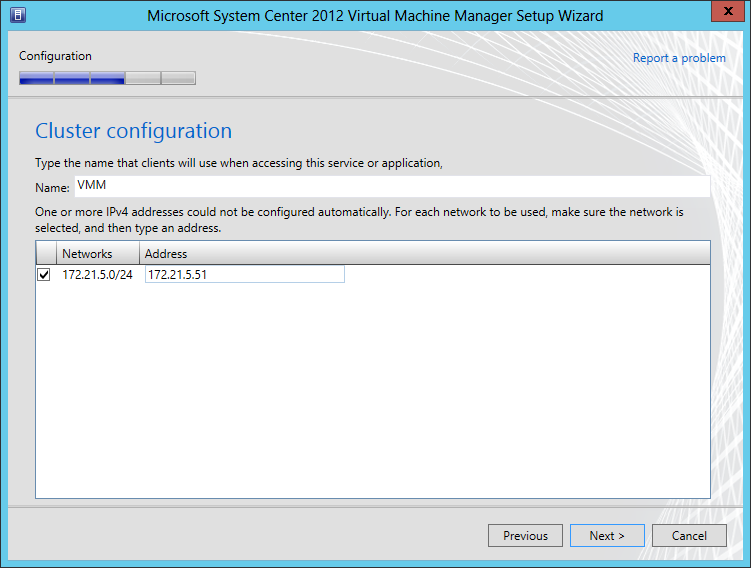 Microsoft System Center 2012 Virtual Machine Manager Setup Wizard
x
Configuration
Report a problem
Cluster configuration
Type the name that clients will use when accessing this service or application,
Name: VMM
One or more IPv4 addresses could not be configured automatically. For each network to be used, make sure the network is
selected, and then type an address.
Networks Address
172.21.5.0/24 172.21.5.51
Previous Next > Cancel